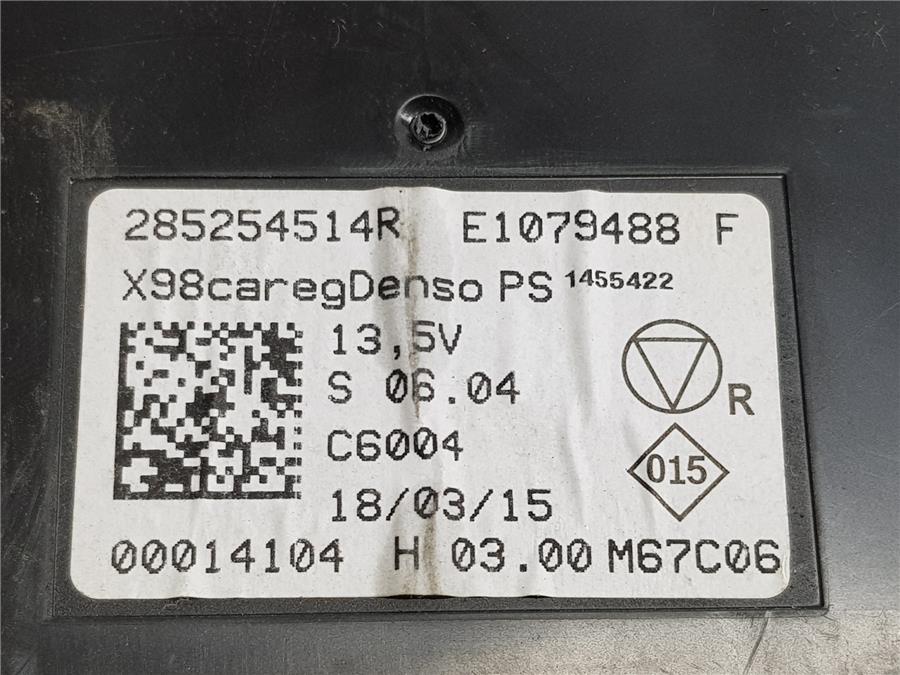 285254514R E1079488 F
X98caregDenso PS 1455422
13,5V
S 06.04
R
C6004
015
18/03/15
00014104 H 03.00 M67C06